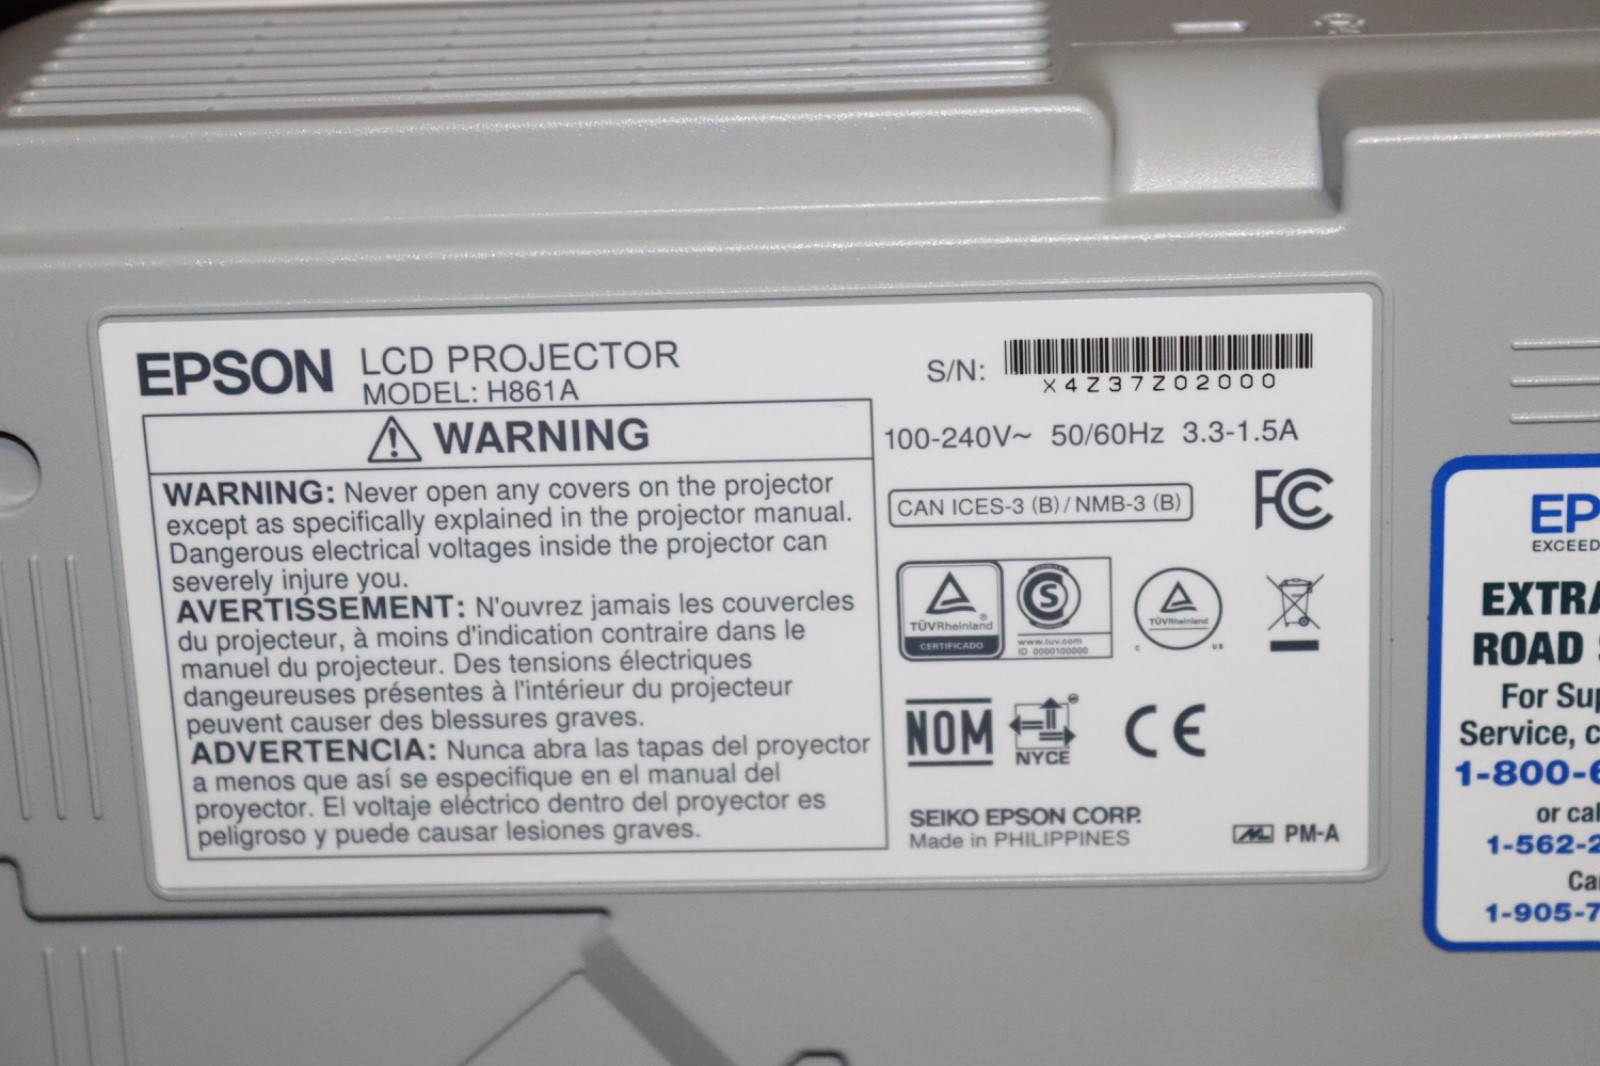 EPSON LCD PROJECTOR
MODEL: H861A
S/N:
X4Z37Z02000
WARNING
WARNING: Never open any covers on the projector
except as specifically explained in the projector manual.
Dangerous electrical voltages inside the projector can
severely injure you.
AVERTISSEMENT: N'ouvrez jamais les couvercles
du projecteur, à moins d'indication contraire dans le
manuel du projecteur. Des tensions électriques
dangeureuses présentes à l'intérieur du projecteur
peuvent causer des blessures graves.
ADVERTENCIA: Nunca abra las tapas del proyector
a menos que así se especifique en el manual del
proyector. El voltaje eléctrico dentro del proyector es
peligroso y puede causar lesiones graves.
100-240V~ 50/60Hz 3.3-1.5A
CAN ICES-3 (B)/NMB-3 (B)
FC
TÜVRheinland®
CERTIFICADO
S
www.tuv.com
ID 0000100000
TÜVRheinland
C US
NOM
NYCE
CE
SEIKO EPSON CORP.
Made in PHILIPPINES
PM-A
EP
EXCEED
EXTRA
ROAD S
For Sup
Service, c
1-800-6
or cal
1-562-2
Ca
1-905-7